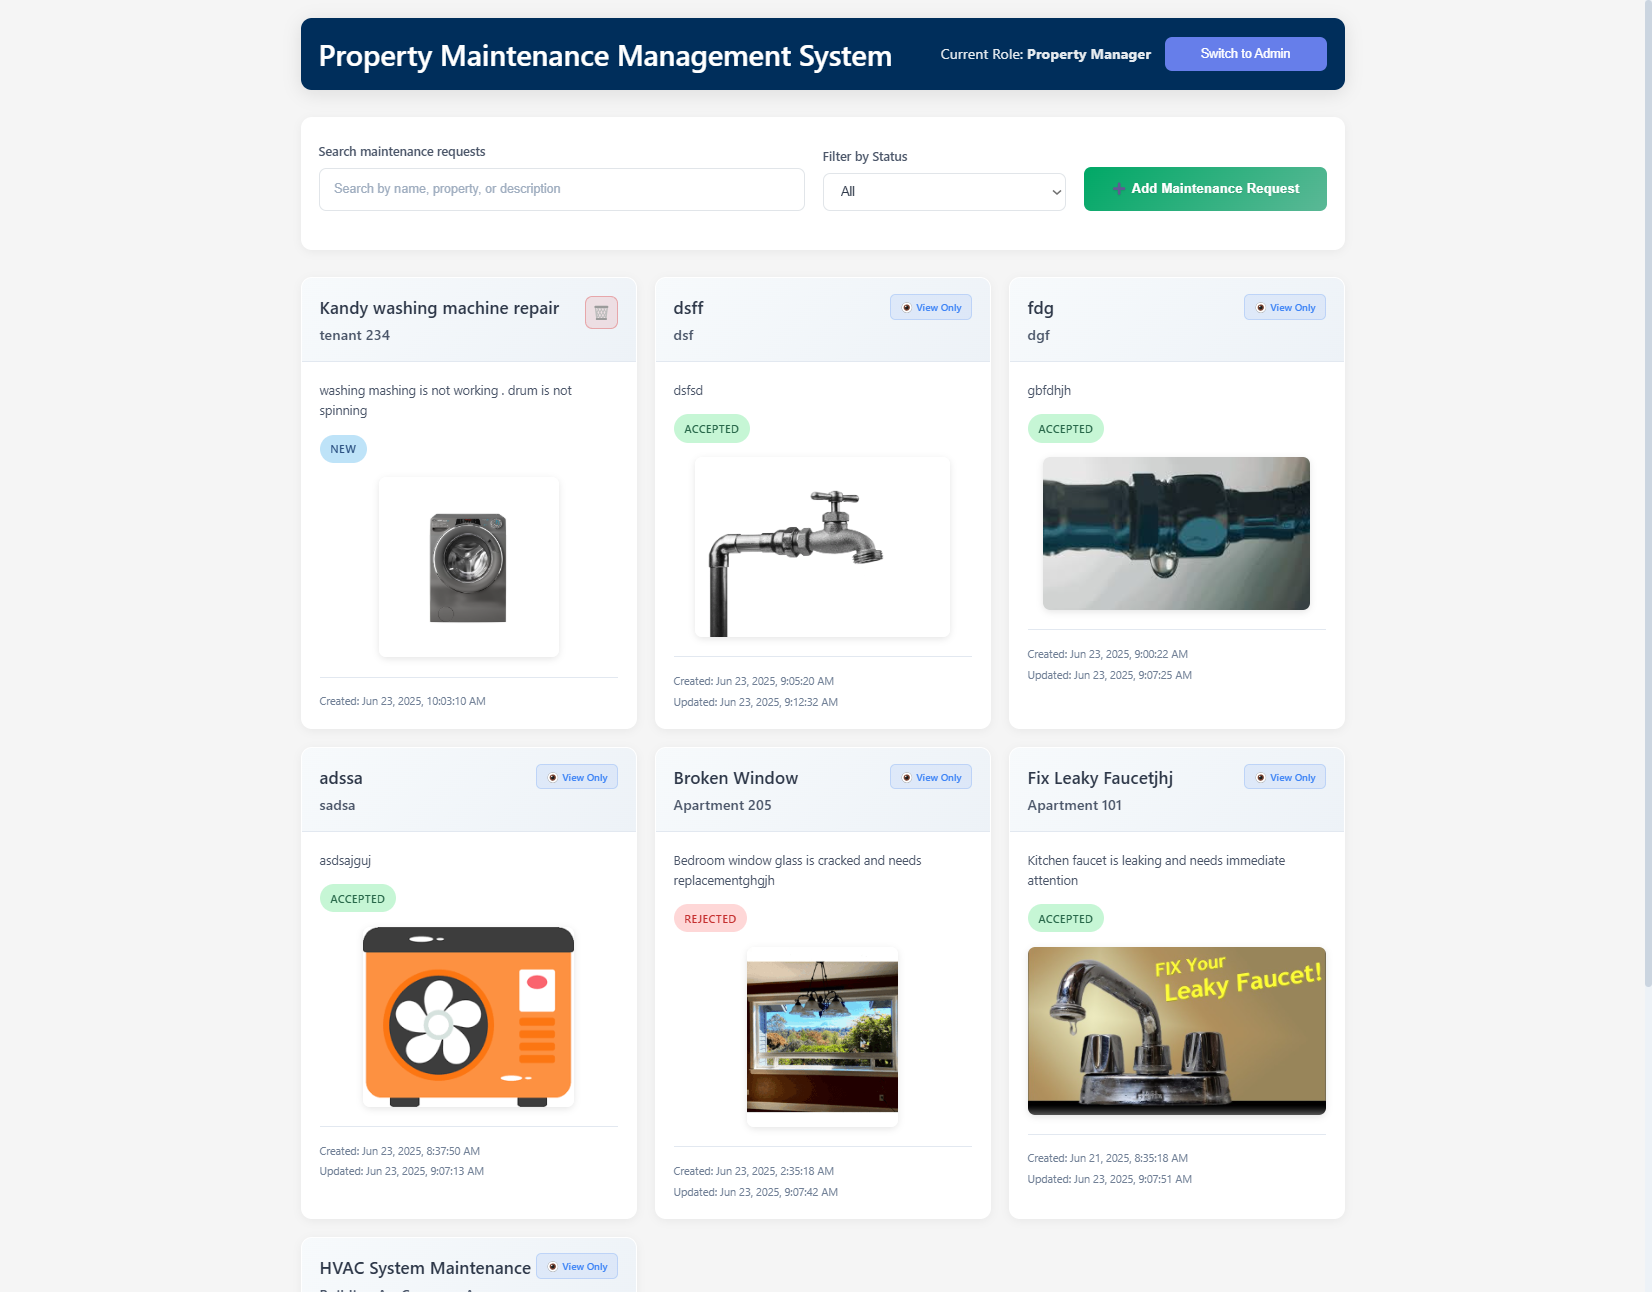 Property Maintenance Management System
Current Role: Property Manager
Switch to Admin
Search maintenance requests
Search by name, property, or description
Filter by Status
All
Add Maintenance Request
Kandy washing machine repair
tenant 234
washing mashing is not working . drum is not
spinning
NEW
Created: Jun 23, 2025, 10:03:10 AM
dsff
View Only
dsf
dsfsd
ACCEPTED
Created: Jun 23, 2025, 9:05:20 AM
Updated: Jun 23, 2025, 9:12:32 AM
fdg
View Only
dgf
gbfdhjh
ACCEPTED
Created: Jun 23, 2025, 9:00:22 AM
Updated: Jun 23, 2025, 9:07:25 AM
adssa
View Only
sadsa
asdsajguj
ACCEPTED
Created: Jun 23, 2025, 8:37:50 AM
Updated: Jun 23, 2025, 9:07:13 AM
Broken Window
View Only
Apartment 205
Bedroom window glass is cracked and needs
replacementghgjh
REJECTED
Created: Jun 23, 2025, 2:35:18 AM
Updated: Jun 23, 2025, 9:07:42 AM
Fix Leaky Faucetjhj
View Only
Apartment 101
Kitchen faucet is leaking and needs immediate
attention
ACCEPTED
FIX Your
Leaky Faucet!
Created: Jun 21, 2025, 8:35:18 AM
Updated: Jun 23, 2025, 9:07:51 AM
HVAC System Maintenance
View Only